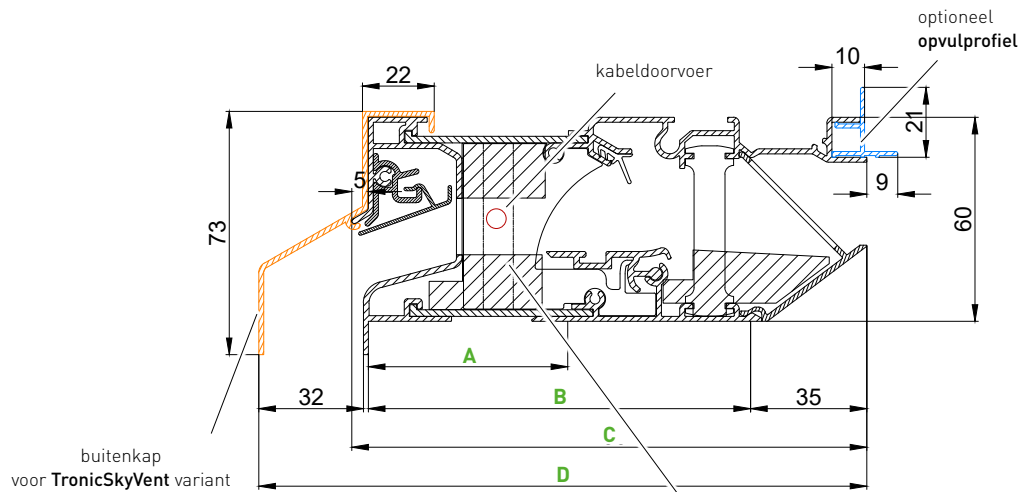 optioneel
opvulprofiel
10
22
kabeldoorvoer
21
5
9
73
60
A
32
B
35
C
buitenkap
voor TronicSkyVent variant
D